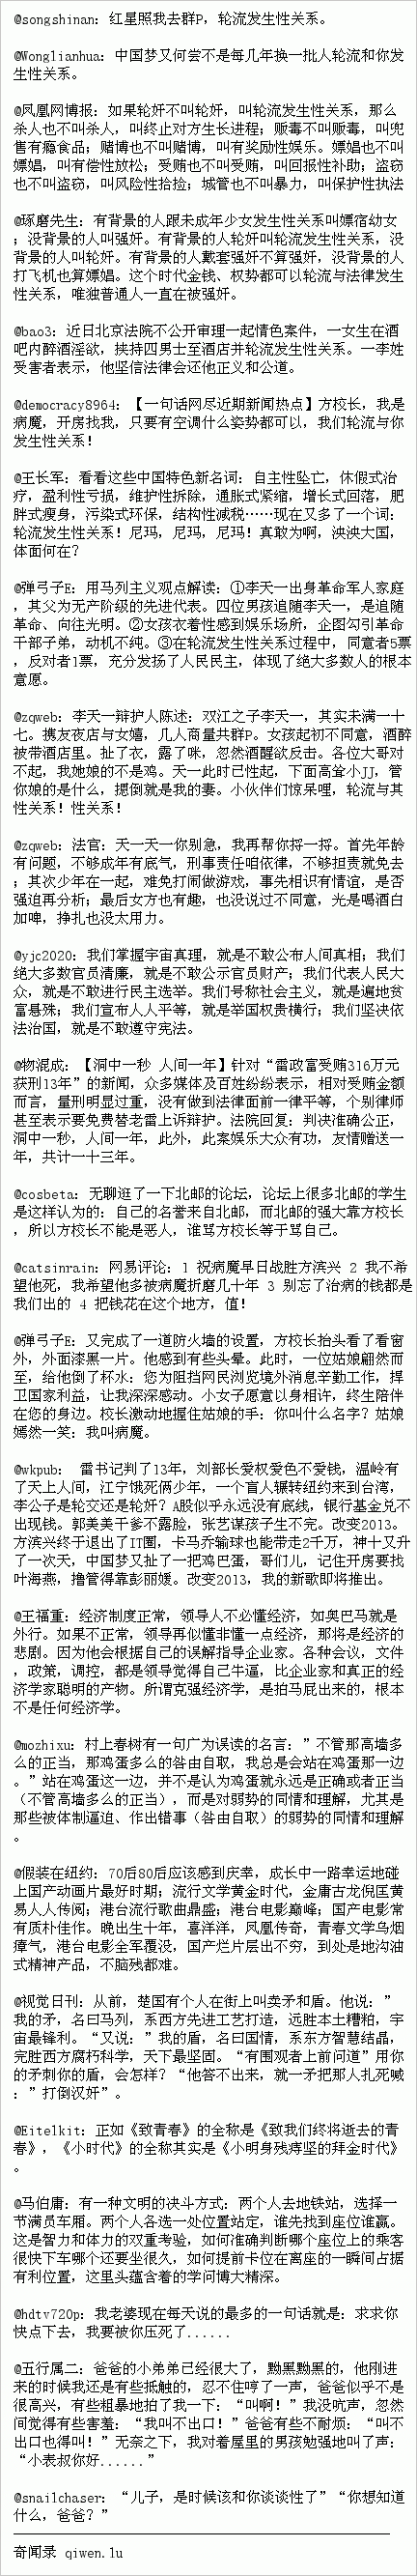 @songshinan: 红星照我去群P，轮流发生性关系。
@Wonglianhua: 中国梦又何尝不是每几年换一批人轮流和你发
生性关系。
@凤凰网博报: 如果轮奸不叫轮奸，叫轮流发生性关系，那么
杀人也不叫杀人，叫终止对方生长进程；贩毒不叫贩毒，叫兜
售有瘾食品；赌博也不叫赌博，叫有奖励性娱乐。嫖娼也不叫
嫖娼，叫有偿性放松；受贿也不叫受贿，叫回报性补助；盗窃
也不叫盗窃，叫风险性拾捡；城管也不叫暴力，叫保护性执法
@琢磨先生: 有背景的人跟未成年少女发生性关系叫嫖宿幼女
；没背景的人叫强奸。有背景的人轮奸叫轮流发生性关系，没
背景的人叫轮奸。有背景的人戴套强奸不算强奸，没背景的人
打飞机也算嫖娼。这个时代金钱、权势都可以轮流与法律发生
性关系，唯独普通人一直在被强奸。
@bao3: 近日北京法院不公开审理一起情色案件，一女生在酒
吧内醉酒淫欲，挟持四男士至酒店并轮流发生性关系。一李姓
受害者表示，他坚信法律会还他正义和公道。
@democracy8964: 【一句话网尽近期新闻热点】方校长，我是
病魔，开房找我，只要有空调什么姿势都可以，我们轮流与你
发生性关系！
@王长军: 看看这些中国特色新名词: 自主性坠亡，休假式治
疗，盈利性亏损，维护性拆除，通胀式紧缩，增长式回落，肥
胖式瘦身，污染式环保，结构性减税……现在又多了一个词:
轮流发生性关系！尼玛，尼玛，尼玛！真敢为啊，泱泱大国，
体面何在？
@弹弓子E: 用马列主义观点解读: ①李天一出身革命军人家庭
，其父为无产阶级的先进代表。四位男孩追随李天一，是追随
革命、向往光明。②女孩衣着性感到娱乐场所，企图勾引革命
干部子弟，动机不纯。③在轮流发生性关系过程中，同意者5票
，反对者1票，充分发扬了人民民主，体现了绝大多数人的根本
意愿。
@zqweb: 李天一辩护人陈述: 双江之子李天一，其实未满一十
七。携友夜店与女嬉，几人商量共群P。女孩起初不同意，酒醉
被带酒店里。扯了衣，露了咪，忽然酒醒欲反击。各位大哥对
不起，我她娘的不是鸡。天一此时已性起，下面高耸小JJ，管
你娘的是什么，摁倒就是我的妻。小伙伴们惊呆哩，轮流与其
性关系！性关系！
@zqweb: 法官: 天一天一你别急，我再帮你捋一捋。首先年龄
有问题，不够成年有底气，刑事责任咱依律，不够担责就免去
；其次少年在一起，难免打闹做游戏，事先相识有情谊，是否
强迫再分析；最后女方也有趣，也没说过不同意，光是喝酒白
加啤，挣扎也没太用力。
@yjc2020: 我们掌握宇宙真理，就是不敢公布人间真相；我们
绝大多数官员清廉，就是不敢公示官员财产；我们代表人民大
众，就是不敢进行民主选举。我们号称社会主义，就是遍地贫
富悬殊；我们宣布人人平等，就是举国权贵横行；我们坚决依
法治国，就是不敢遵守宪法。
@物混成: 【洞中一秒 人间一年】针对“雷政富受贿316万元
获刑13年”的新闻，众多媒体及百姓纷纷表示，相对受贿金额
而言，量刑明显过重，没有做到法律面前一律平等，个别律师
甚至表示要免费替老雷上诉辩护。法院回复: 判决准确公正，
洞中一秒，人间一年，此外，此案娱乐大众有功，友情赠送一
年，共计一十三年。
@cosbeta: 无聊逛了一下北邮的论坛，论坛上很多北邮的学生
是这样认为的: 自己的名誉来自北邮，而北邮的强大靠方校长
，所以方校长不能是恶人，谁骂方校长等于骂自己。
@catsinrain: 网易评论: 1 祝病魔早日战胜方滨兴 2 我不希
望他死，我希望他多被病魔折磨几十年 3 别忘了治病的钱都是
我们出的 4 把钱花在这个地方，值！
@弹弓子E: 又完成了一道防火墙的设置，方校长抬头看了看窗
外，外面漆黑一片。他感到有些头晕。此时，一位姑娘翩然而
至，给他倒了杯水: 您为阻挡网民浏览境外消息辛勤工作，捍
卫国家利益，让我深深感动。小女子愿意以身相许，终生陪伴
在您的身边。校长激动地握住姑娘的手: 你叫什么名字？姑娘
嫣然一笑: 我叫病魔。
@wkpub: 雷书记判了13年，刘部长爱权爱色不爱钱，温岭有
了天上人间，江宁饿死俩少年，一个盲人辗转纽约来到台湾，
李公子是轮交还是轮奸？A股似乎永远没有底线，银行基金兑不
出现钱。郭美美干爹不露脸，张艺谋孩子生不完。改变2013。
方滨兴终于退出了IT圈，卡马乔输球也能带走2千万，神十又升
了一次天，中国梦又扯了一把鸡巴蛋，哥们儿，记住开房要找
叶海燕，撸管得靠彭丽媛。改变2013，我的新歌即将推出。
@王福重: 经济制度正常，领导人不必懂经济，如奥巴马就是
外行。如果不正常，领导再似懂非懂一点经济，那将是经济的
悲剧。因为他会根据自己的误解指导企业家。各种会议，文件
，政策，调控，都是领导觉得自己牛逼，比企业家和真正的经
济学家聪明的产物。所谓克强经济学，是拍马屁出来的，根本
不是任何经济学。
@mozhixu: 村上春树有一句广为误读的名言: ”不管那高墙多
么的正当，那鸡蛋多么的咎由自取，我总是会站在鸡蛋那一边
。”站在鸡蛋这一边，并不是认为鸡蛋就永远是正确或者正当
（不管高墙多么的正当），而是对弱势的同情和理解，尤其是
那些被体制逼迫、作出错事（咎由自取）的弱势的同情和理解
。
@假装在纽约: 70后80后应该感到庆幸，成长中一路幸运地碰
上国产动画片最好时期；流行文学黄金时代，金庸古龙倪匡黄
易人人传阅；港台流行歌曲鼎盛；港台电影巅峰；国产电影常
有质朴佳作。晚出生十年，喜洋洋，凤凰传奇，青春文学乌烟
瘴气，港台电影全军覆没，国产烂片层出不穷，到处是地沟油
式精神产品，不脑残都难。
@视觉日刊: 从前，楚国有个人在街上叫卖矛和盾。他说: ”
我的矛，名曰马列，系西方先进工艺打造，远胜本土糟粕，宇
宙最锋利。“又说: ”我的盾，名曰国情，系东方智慧结晶，
完胜西方腐朽科学，天下最坚固。“有围观者上前问道”用你
的矛刺你的盾，会怎样？“他答不出来，就一矛把那人扎死喊
: ”打倒汉奸”。
@Eitelkit: 正如《致青春》的全称是《致我们终将逝去的青
春》，《小时代》的全称其实是《小明身残痔坚的拜金时代》
。
@马伯庸: 有一种文明的决斗方式: 两个人去地铁站，选择一
节满员车厢。两个人各选一处位置站定，谁先找到座位谁赢。
这是智力和体力的双重考验，如何准确判断哪个座位上的乘客
很快下车哪个还要坐很久，如何提前卡位在离座的一瞬间占据
有利位置，这里头蕴含着的学问博大精深。
@hdtv720p: 我老婆现在每天说的最多的一句话就是: 求求你
快点下去，我要被你压死了......
@五行属二: 爸爸的小弟弟已经很大了，黝黑黝黑的，他刚进
来的时候我还是有些抵触的，忍不住哼了一声，爸爸似乎不是
很高兴，有些粗暴地拍了我一下: “叫啊！”我没吭声，忽然
间觉得有些害羞: “我叫不出口！”爸爸有些不耐烦: “叫不
出口也得叫！”无奈之下，我对着屋里的男孩勉强地叫了声:
“小表叔你好......”
@snailchaser: “儿子，是时候该和你谈谈性了”“你想知道
什么，爸爸？”
奇闻录 qiwen.lu